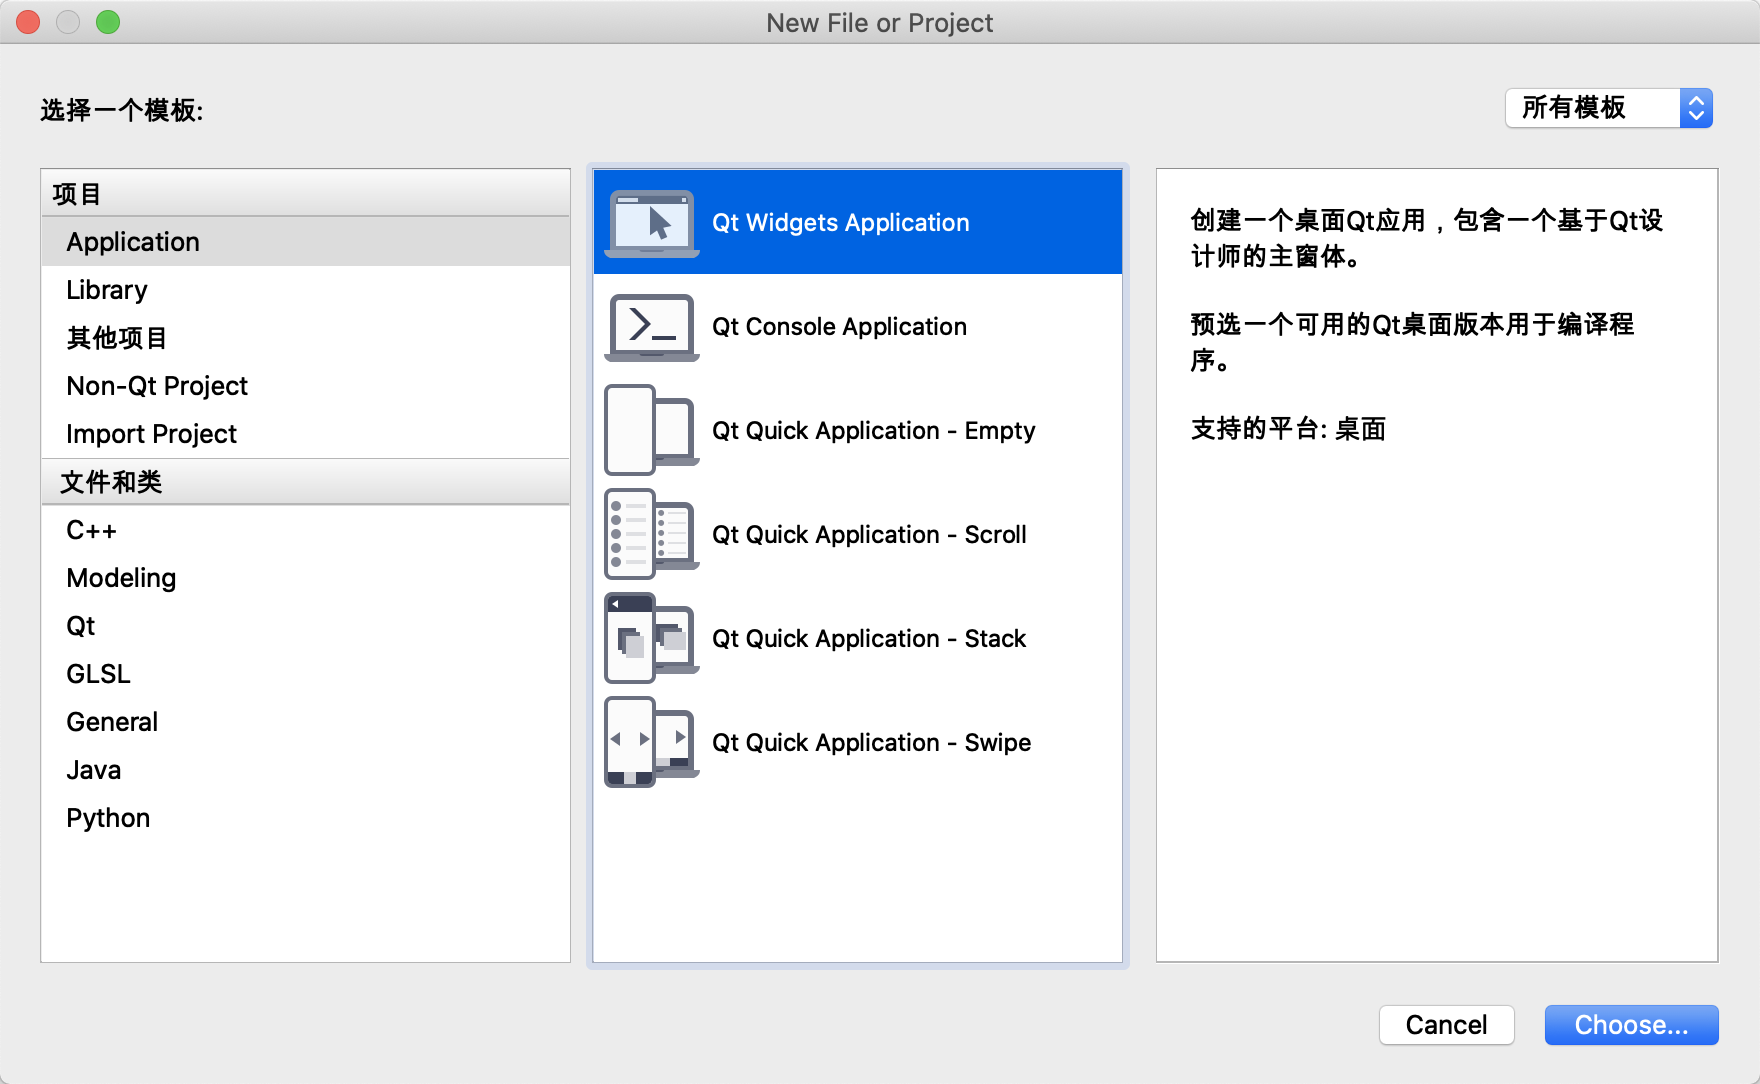 New File or Project
选择一个模板:
所有模板
项目
Application
Library
其他项目
Non-Qt Project
Import Project
文件和类
C++
Modeling
Qt
GLSL
General
Java
Python
Qt Widgets Application
Qt Console Application
Qt Quick Application - Empty
Qt Quick Application - Scroll
Qt Quick Application - Stack
Qt Quick Application - Swipe
创建一个桌面Qt应用，包含一个基于Qt设
计师的主窗体。
预选一个可用的Qt桌面版本用于编译程
序。
支持的平台: 桌面
Cancel
Choose...